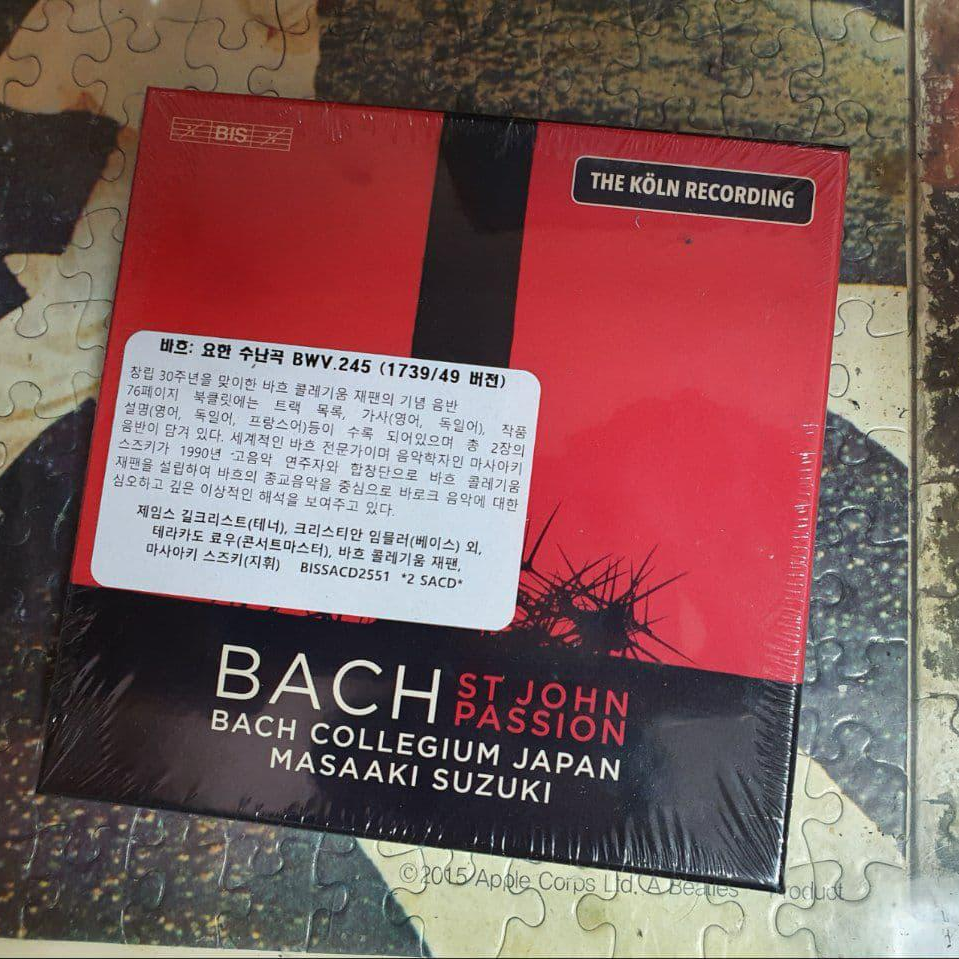 BIS
THE KÖLN RECORDING
바흐: 요한 수난곡 BWV.245 (1739/49 버전)
창립 30주년을 맞이한 바흐 콜레기움 재팬의 기념 음반
76페이지 북클릿에는 트랙 목록, 가사(영어, 독일어), 작품
설명(영어, 독일어, 프랑스어)등이 수록 되어있으며 총 2장의
음반이 담겨 있다. 세계적인 바흐 전문가이며 음악학자인 마사아키
스즈키가 1990년 고음악 연주자와 합창단으로 바흐 콜레기움
재팬을 설립하여 바흐의 종교음악을 중심으로 바로크 음악에 대한
심오하고 깊은 이상적인 해석을 보여주고 있다.
제임스 길크리스트(테너), 크리스티안 임믈러(베이스) 외,
테라카도 료우(콘서트마스터), 바흐 콜레기움 재팬,
마사아키 스즈키(지휘) BISSACD2551 *2 SACD*
BACH ST JOHN
PASSION
BACH COLLEGIUM JAPAN
MASAAKI SUZUKI
©2015 Apple Corps Ltd. A Beatles Product